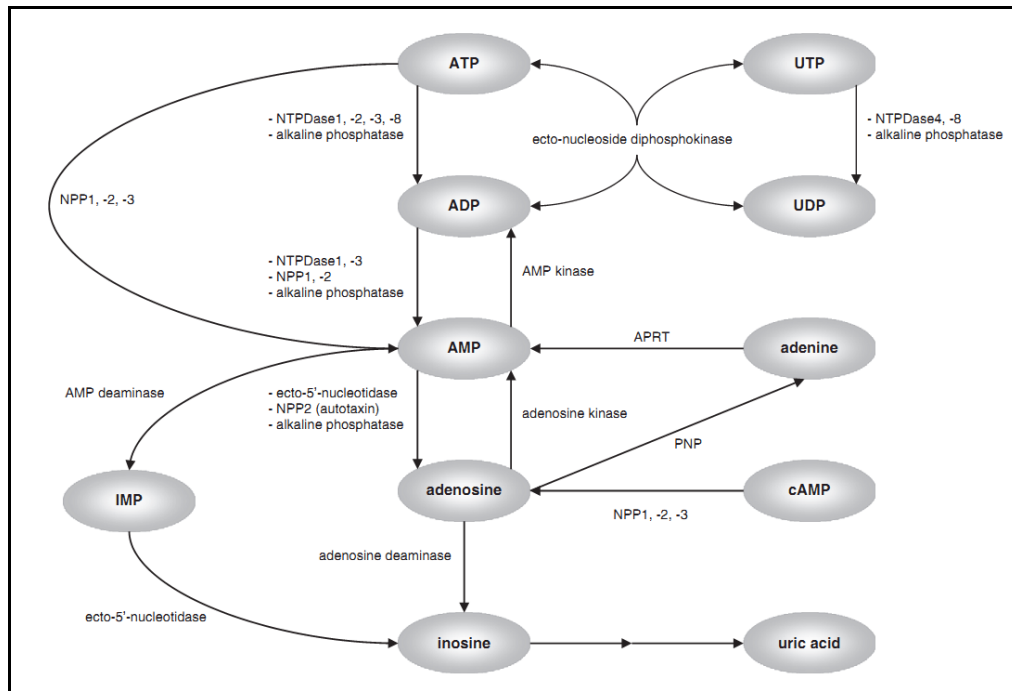 ATP
UTP
- NTPDase1, -2, -3, -8
- alkaline phosphatase
ecto-nucleoside diphosphokinase
- NTPDase4, -8
- alkaline phosphatase
NPP1, -2, -3
ADP
UDP
- NTPDase1, -3
- NPP1, -2
- alkaline phosphatase
AMP kinase
AMP
APRT
adenine
AMP deaminase
- ecto-5'-nucleotidase
- NPP2 (autotaxin)
- alkaline phosphatase
adenosine kinase
PNP
IMP
adenosine
cAMP
NPP1, -2, -3
adenosine deaminase
ecto-5'-nucleotidase
inosine
uric acid